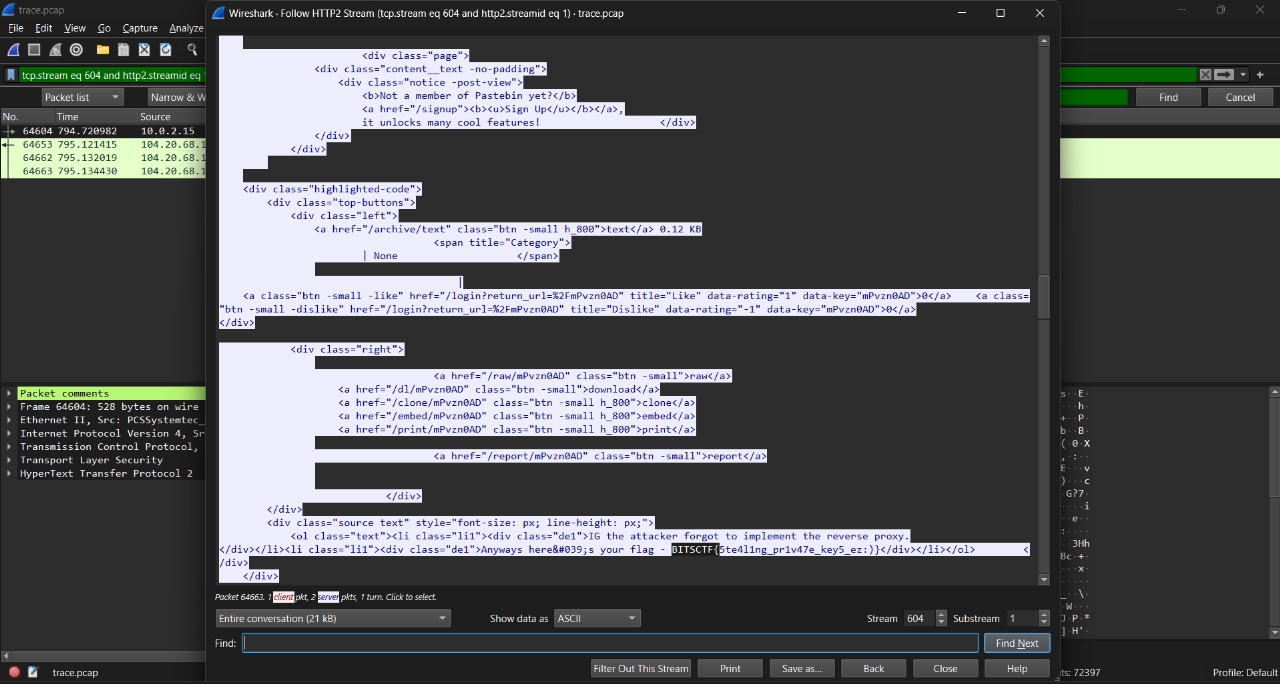 trace.pcap
Wireshark · Follow HTTP2 Stream (tcp.stream eq 604 and http2.streamid eq 1) · trace.pcap
File Edit View Go Capture Analyze
tcp.stream eq 604 and http2.streamid eq
Packet list Narrow & W Find Cancel
No. Time Source
64604 794.720982 10.0.2.15
64653 795.121415 104.20.68.1
64662 795.132019 104.20.68.1
64663 795.134430 104.20.68.1
<div class="page">
<div class="content__text -no-padding">
<div class="notice -post-view">
<b>Not a member of Pastebin yet?</b>
<a href="/signup"><b><u>Sign Up</u></b></a>,
it unlocks many cool features! </div>
</div>
</div>
<div class="highlighted-code">
<div class="top-buttons">
<div class="left">
<a href="/archive/text" class="btn -small h_800">text</a> 0.12 KB
<span title="Category">
| None </span>
|
<a class="btn -small -like" href="/login?return_url=%2FmPvzn0AD" title="Like" data-rating="1" data-key="mPvzn0AD">0</a> <a class=
"btn -small -dislike" href="/login?return_url=%2FmPvzn0AD" title="Dislike" data-rating="-1" data-key="mPvzn0AD">0</a>
</div>
<div class="right">
<a href="/raw/mPvzn0AD" class="btn -small">raw</a>
<a href="/dl/mPvzn0AD" class="btn -small">download</a>
<a href="/clone/mPvzn0AD" class="btn -small h_800">clone</a>
<a href="/embed/mPvzn0AD" class="btn -small h_800">embed</a>
<a href="/print/mPvzn0AD" class="btn -small h_800">print</a>
<a href="/report/mPvzn0AD" class="btn -small">report</a>
</div>
</div>
<div class="source text" style="font-size: px; line-height: px;">
<ol class="text"><li class="li1"><div class="de1">IG the attacker forgot to implement the reverse proxy.
</div></li><li class="li1"><div class="de1">Anyways here&#039;s your flag - BITSCTF{5te4l1ng_pr1v47e_key5_ez:)}</div></li></ol> <
/div>
</div>
Packet comments
Frame 64604: 528 bytes on wire
Ethernet II, Src: PCSSystemtec_
Internet Protocol Version 4, Sr
Transmission Control Protocol,
Transport Layer Security
HyperText Transfer Protocol 2
Packet 64663. 1 client pkt, 2 server pkts, 1 turn. Click to select.
Entire conversation (21 kB) Show data as ASCII Stream 604 Substream 1
Find: Find Next
Filter Out This Stream Print Save as... Back Close Help
trace.pcap ts: 72397 Profile: Default